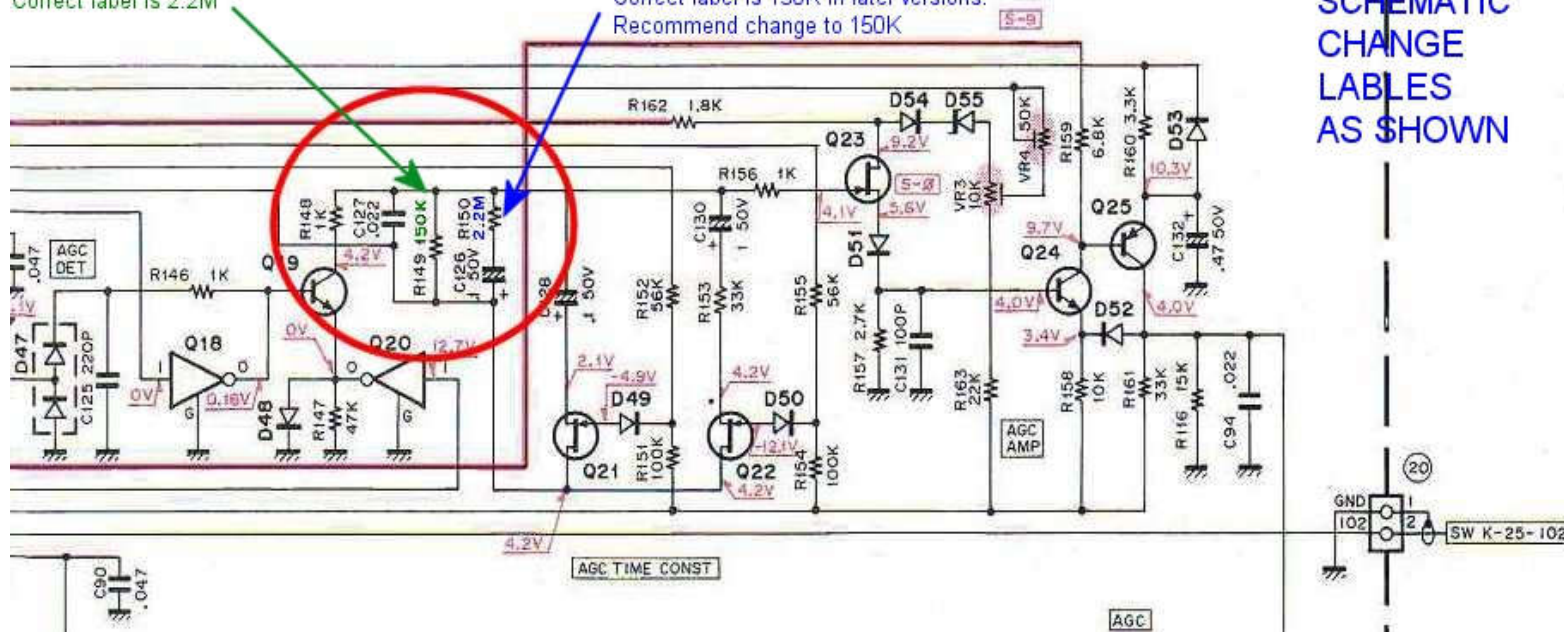 Correct label is 2.2M
Correct label is 150K in later versions.
Recommend change to 150K
SCHEMATIC
CHANGE
LABLES
AS SHOWN
S-9
R162 1.8K
D54
D55
Q23
9.2V
S-Ø
5.6V
4.1V
R156 1K
VR4 50K
VR3 10K
R159 6.8K
R160 3.3K
D53
10.3V
Q25
9.7V
Q24
C132 + .47 50V
4.0V
4.0V
D52
3.4V
D51
R148 1K
C127 .022
150K
R149
R150 2.2M
C126 50V
+
4.2V
Q19
C130 1 50V
+
1 50V
+
R152 56K
R153 33K
R155 56K
.047
AGC DET
R146 1K
D47
C125 220P
Q18
0V
I
O
G
0.16V
0V
Q20
12.7V
O
I
G
D48
R147 47K
2.1V
-4.9V
D49
Q21
R151 100K
4.2V
D50
-12.1V
Q22
4.2V
R154 100K
4.2V
R157 2.7K
C131 100P
R163 22K
AGC AMP
R158 10K
R161 33K
R116 15K
C94 .022
20
GND 1
102 2
SW K-25-102
AGC TIME CONST
C90 .047
AGC